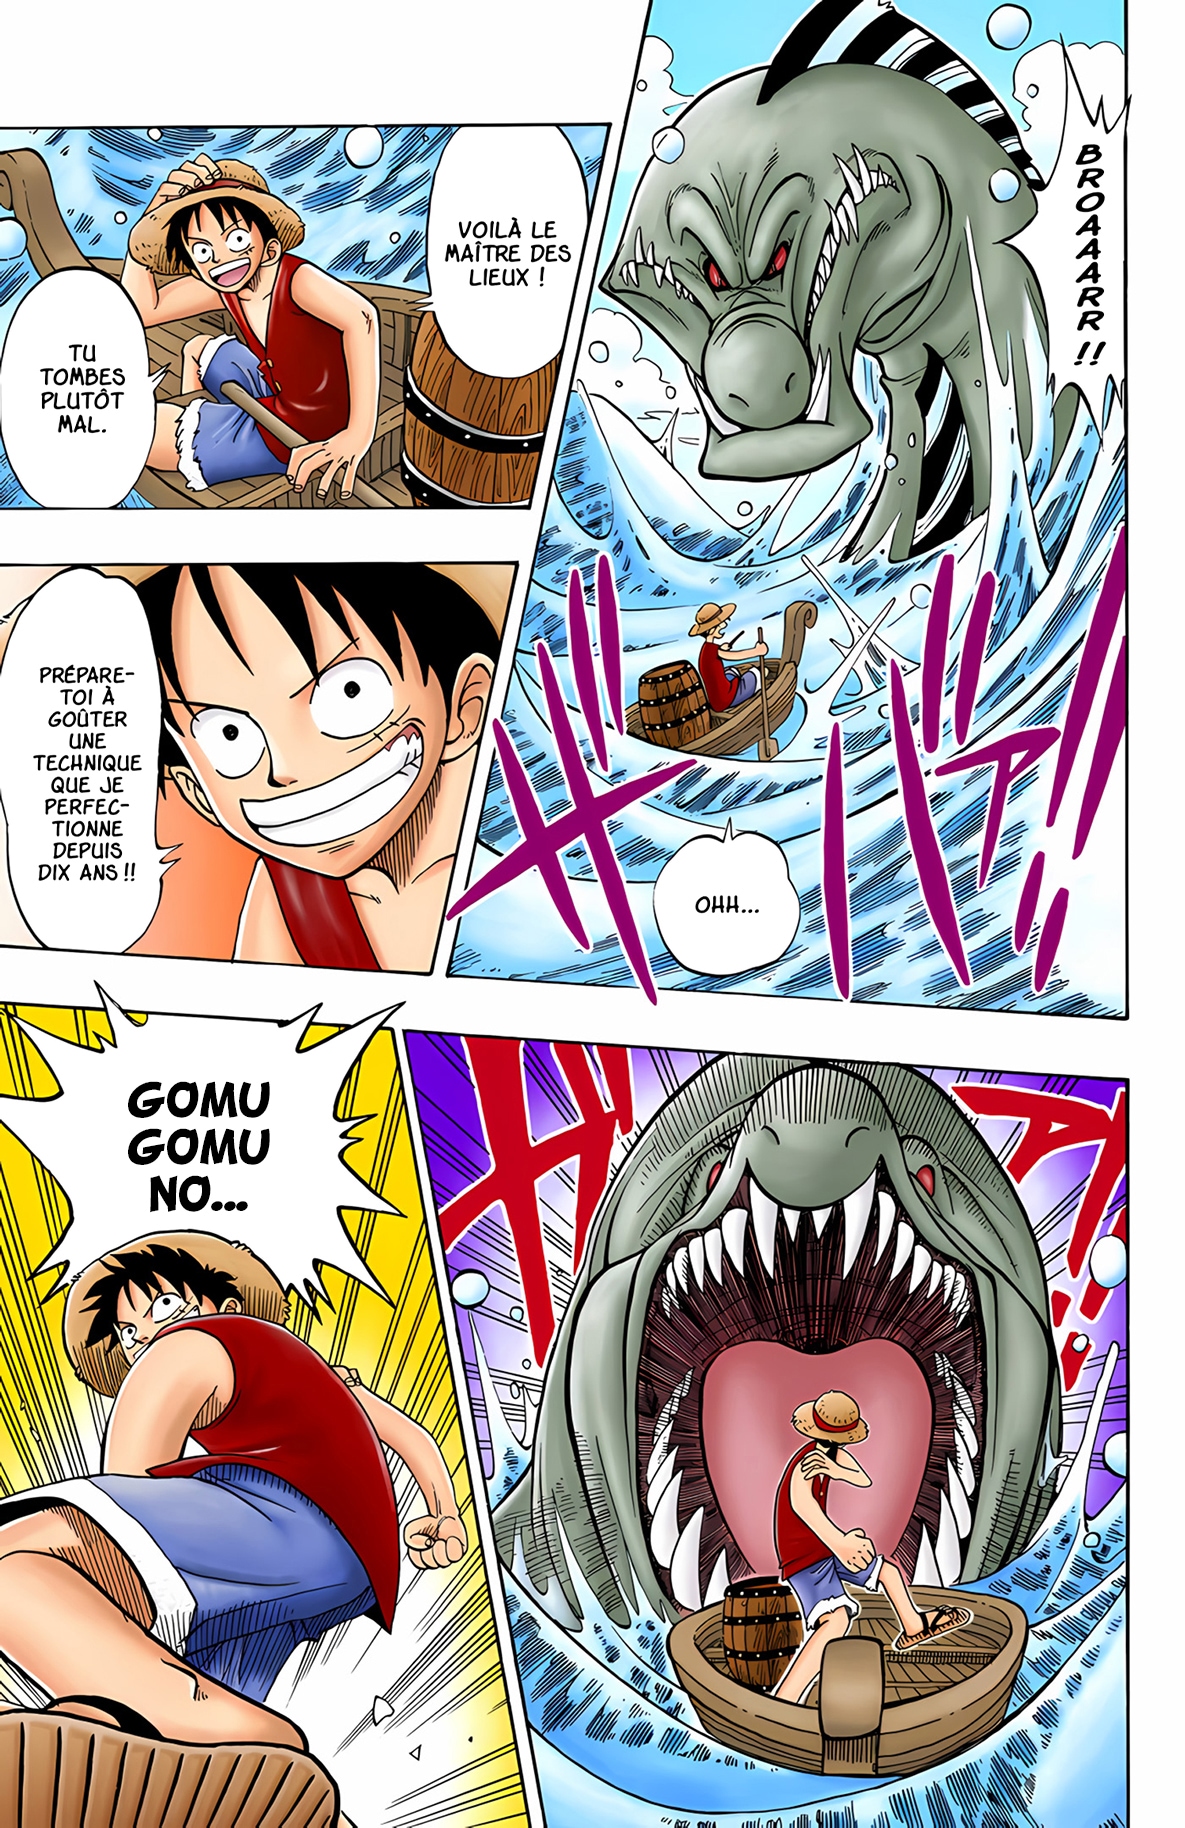 BROAAARR !!
ザバァ!!
OHH...
VOILÀ LE
MAÎTRE DES
LIEUX !
TU
TOMBES
PLUTÔT
MAL.
PRÉPARE-
TOI À
GOÛTER
UNE
TECHNIQUE
QUE JE
PERFEC-
TIONNE
DEPUIS
DIX ANS !!
GOMU
GOMU
NO...